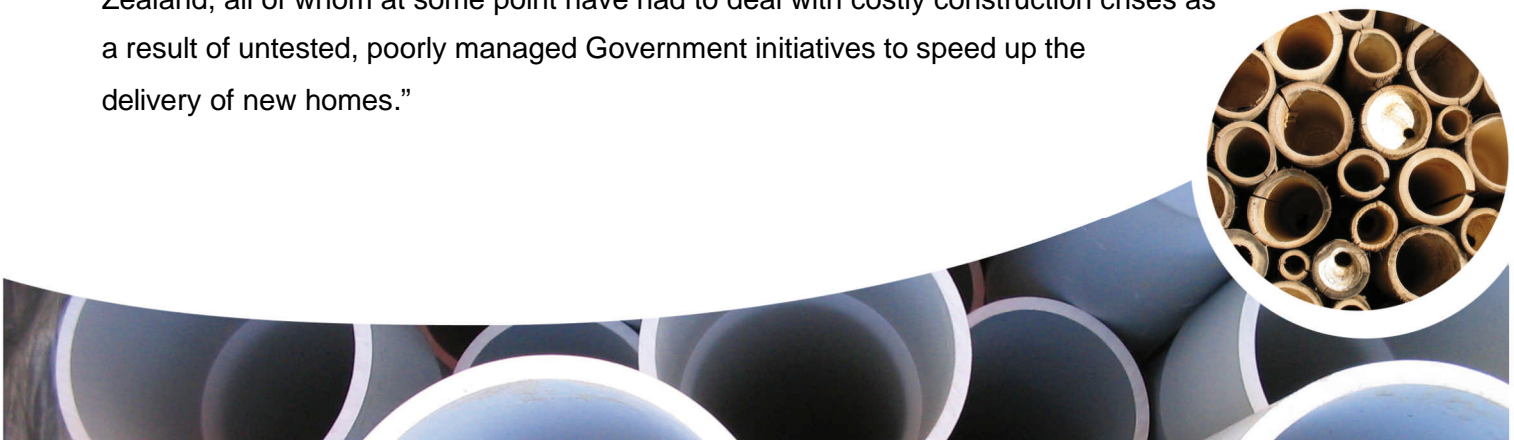 Zealand, all of whom at some point have had to deal with costly construction crises as
a result of untested, poorly managed Government initiatives to speed up the
delivery of new homes.”